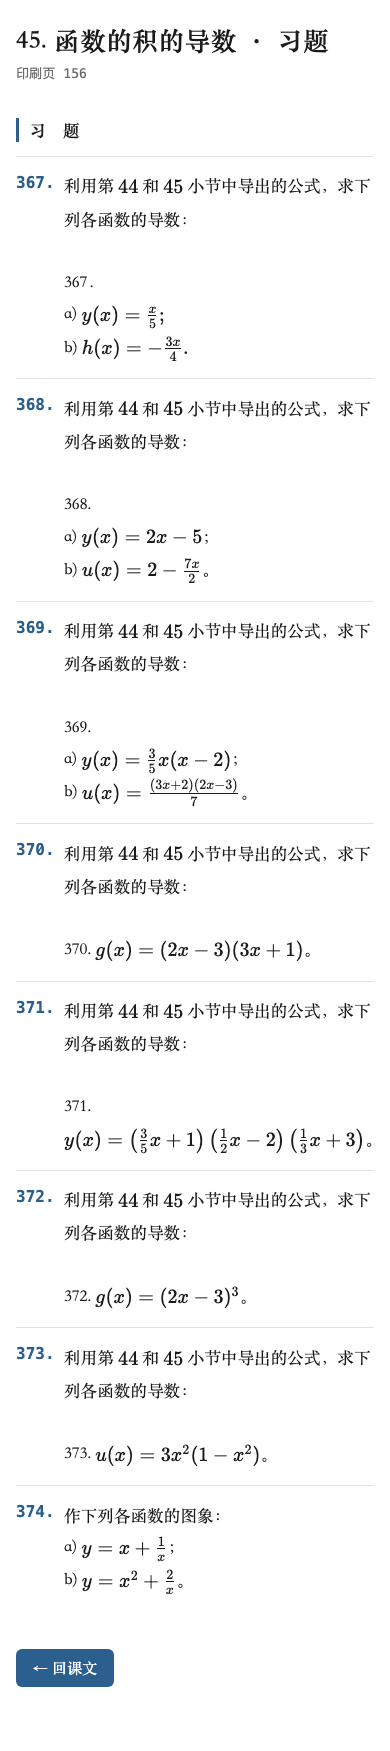 45. 函数的积的导数 · 习题
印刷页 156
习 题
367. 利用第 44 和 45 小节中导出的公式，求下
列各函数的导数：
367.
a) y(x) = x/5;
b) h(x) = −3x/4.
368. 利用第 44 和 45 小节中导出的公式，求下
列各函数的导数：
368.
a) y(x) = 2x − 5；
b) u(x) = 2 − 7x/2。
369. 利用第 44 和 45 小节中导出的公式，求下
列各函数的导数：
369.
a) y(x) = 3/5 x(x − 2)；
b) u(x) = (3x+2)(2x−3)/7。
370. 利用第 44 和 45 小节中导出的公式，求下
列各函数的导数：
370. g(x) = (2x − 3)(3x + 1)。
371. 利用第 44 和 45 小节中导出的公式，求下
列各函数的导数：
371.
y(x) = (3/5 x + 1) (1/2 x − 2) (1/3 x + 3)。
372. 利用第 44 和 45 小节中导出的公式，求下
列各函数的导数：
372. g(x) = (2x − 3)³。
373. 利用第 44 和 45 小节中导出的公式，求下
列各函数的导数：
373. u(x) = 3x²(1 − x²)。
374. 作下列各函数的图象：
a) y = x + 1/x；
b) y = x² + 2/x。
← 回课文